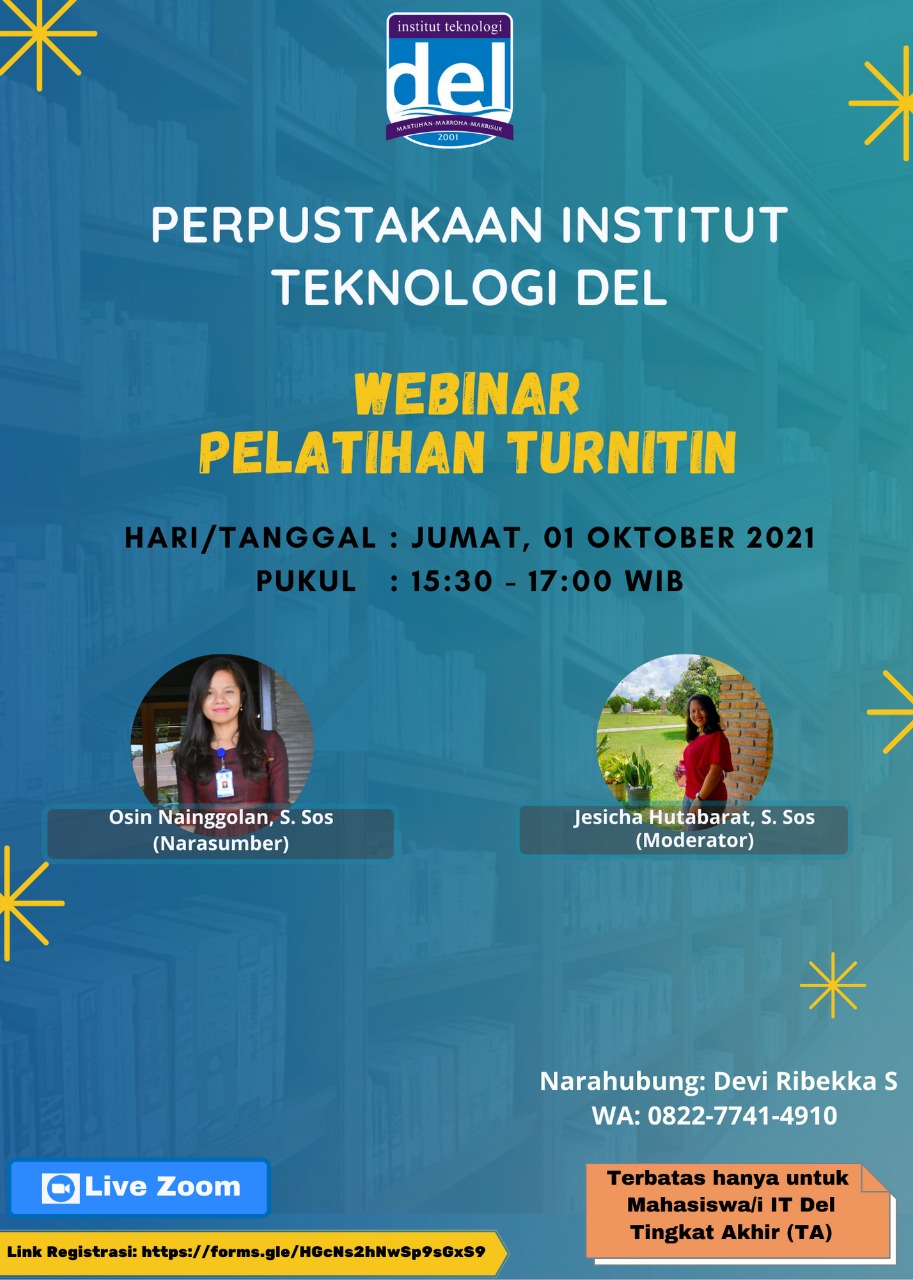 institut teknologi
del
MARTUHAN-MARROHA-MARBISUK
2001
PERPUSTAKAAN INSTITUT
TEKNOLOGI DEL
WEBINAR
PELATIHAN TURNITIN
HARI/TANGGAL : JUMAT, 01 OKTOBER 2021
PUKUL : 15:30 - 17:00 WIB
Osin Nainggolan, S. Sos
(Narasumber)
Jesicha Hutabarat, S. Sos
(Moderator)
Narahubung: Devi Ribekka S
WA: 0822-7741-4910
Live Zoom
Terbatas hanya untuk
Mahasiswa/i IT Del
Tingkat Akhir (TA)
Link Registrasi: https://forms.gle/HGcNs2hNwSp9sGxS9